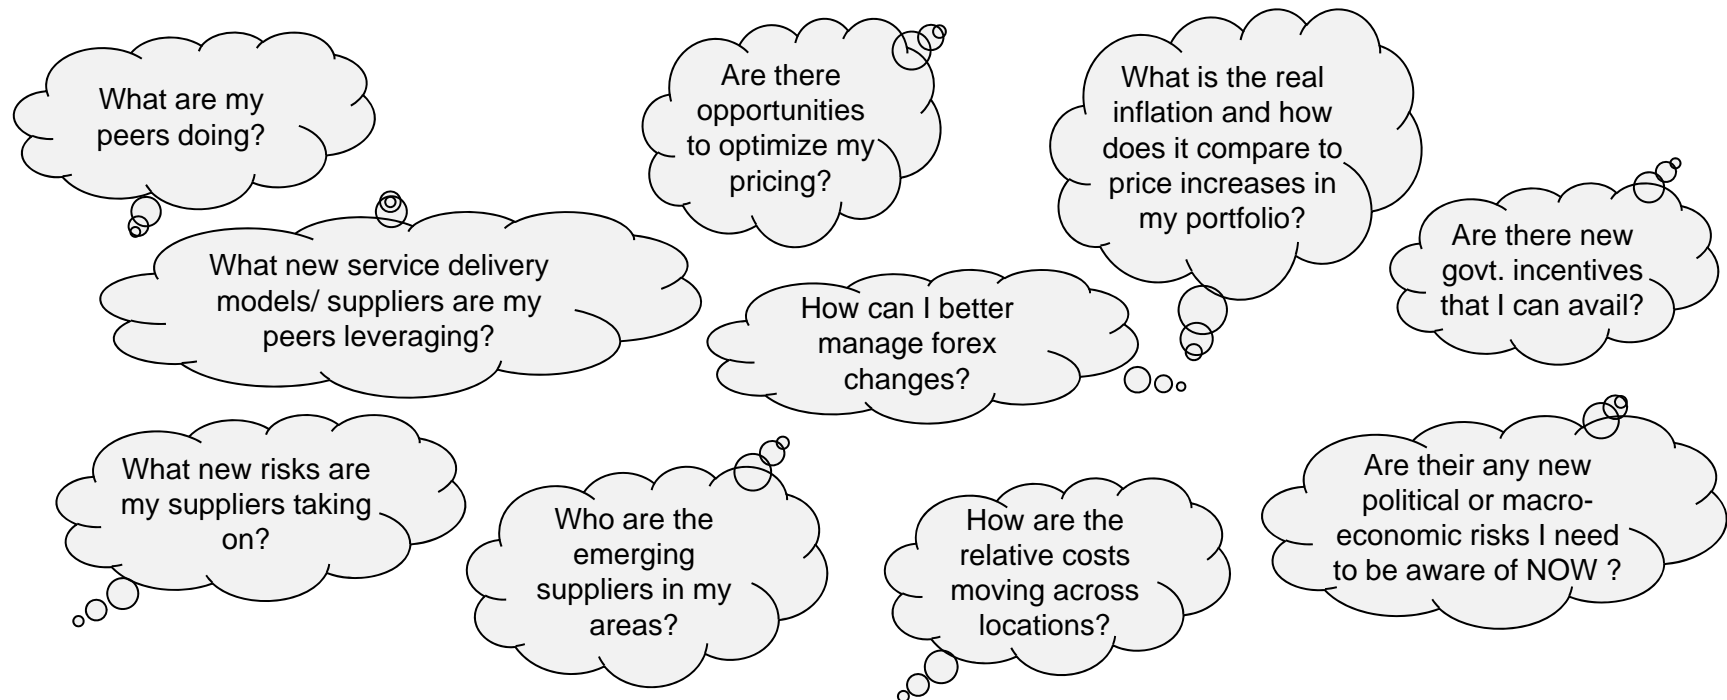 What are my
peers doing?
Are there
opportunities
to optimize my
pricing?
What is the real
inflation and how
does it compare to
price increases in
my portfolio?
Are there new
govt. incentives
that I can avail?
What new service delivery
models/ suppliers are my
peers leveraging?
How can I better
manage forex
changes?
What new risks are
my suppliers taking
on?
Who are the
emerging
suppliers in my
areas?
How are the
relative costs
moving across
locations?
Are their any new
political or macro-
economic risks I need
to be aware of NOW ?